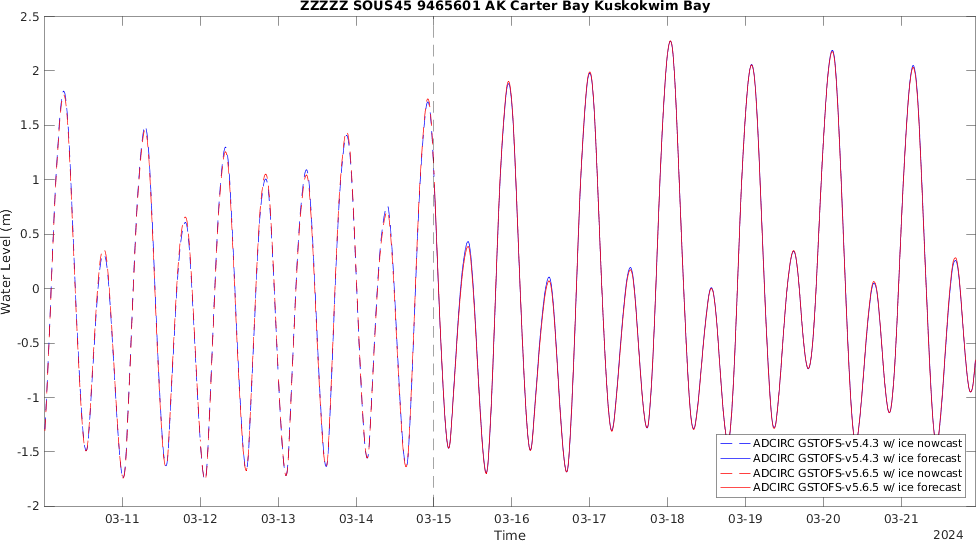 ZZZZZ SOUS45 9465601 AK Carter Bay Kuskokwim Bay
2.5
2
1.5
1
0.5
0
-0.5
-1
-1.5
-2
Water Level (m)
03-11 03-12 03-13 03-14 03-15 03-16 03-17 03-18 03-19 03-20 03-21
Time
2024
ADCIRC GSTOFS-v5.4.3 w/ ice nowcast
ADCIRC GSTOFS-v5.4.3 w/ ice forecast
ADCIRC GSTOFS-v5.6.5 w/ ice nowcast
ADCIRC GSTOFS-v5.6.5 w/ ice forecast